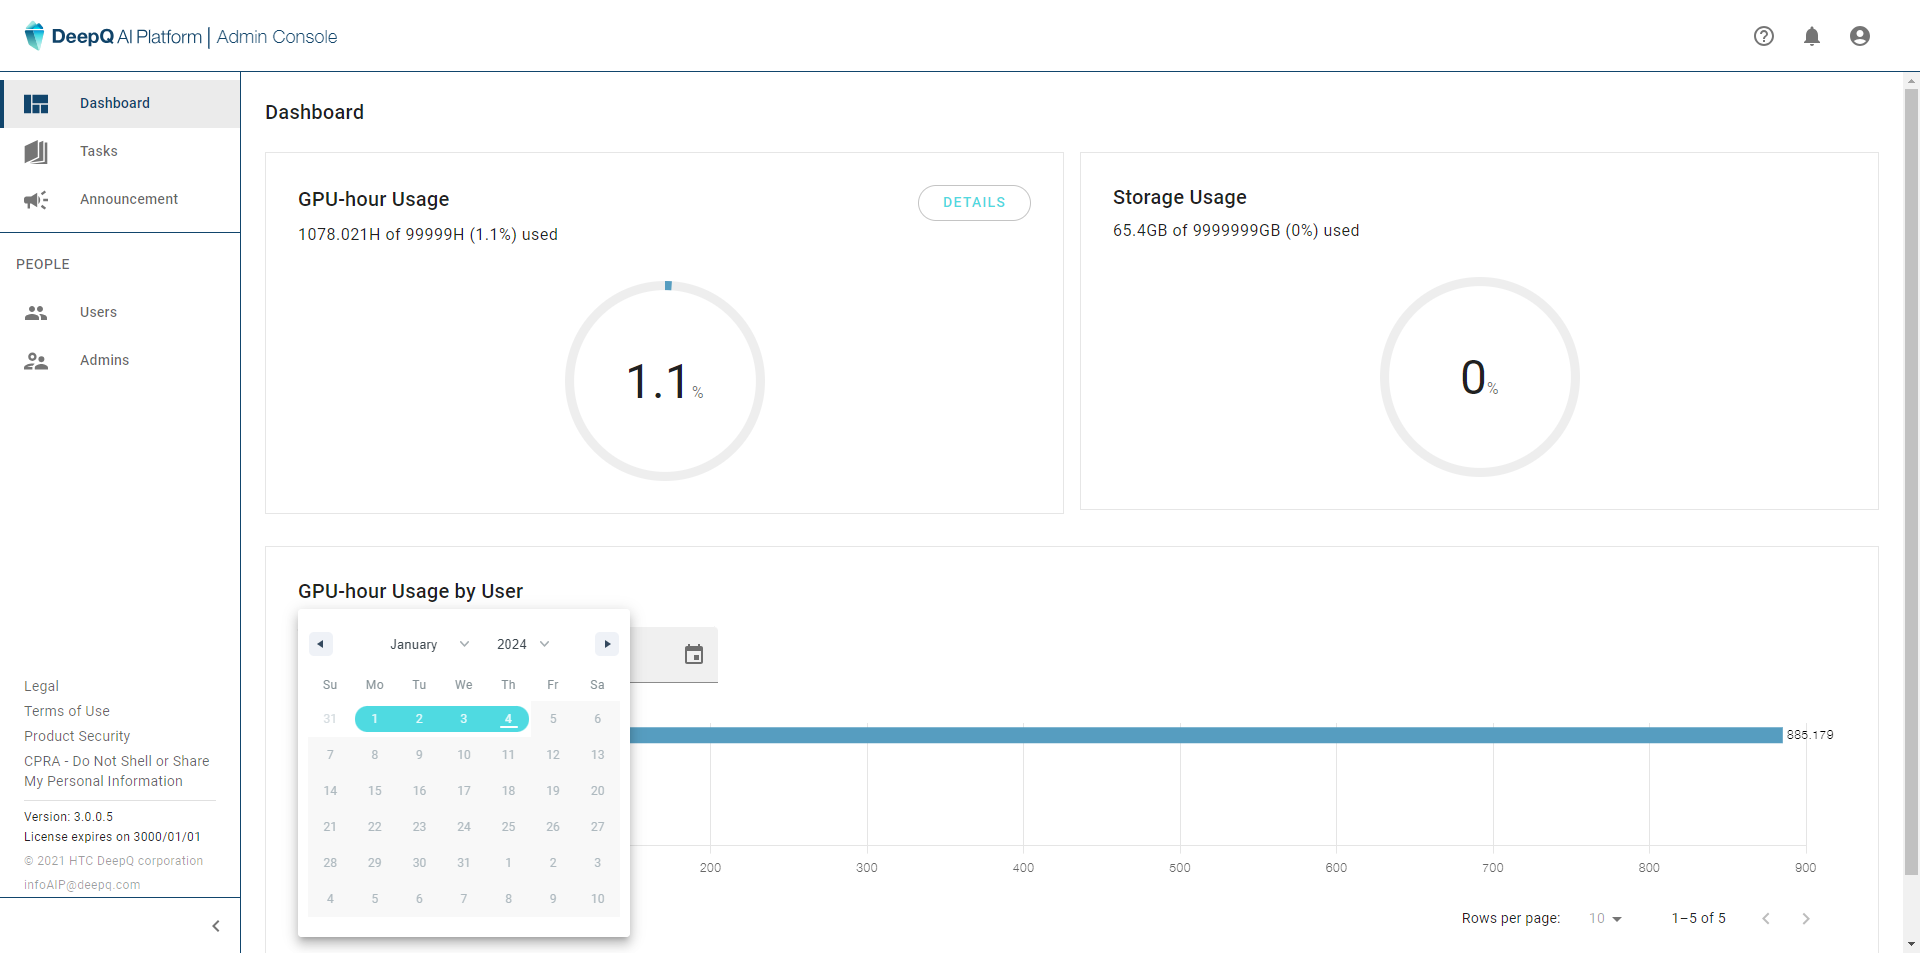 DeepQ AI Platform | Admin Console
Dashboard
Tasks
Announcement
PEOPLE
Users
Admins
Legal
Terms of Use
Product Security
CPRA - Do Not Shell or Share
My Personal Information
Version: 3.0.0.5
License expires on 3000/01/01
© 2021 HTC DeepQ corporation
infoAIP@deepq.com
Dashboard
GPU-hour Usage
DETAILS
1078.021H of 99999H (1.1%) used
1.1%
Storage Usage
65.4GB of 9999999GB (0%) used
0%
GPU-hour Usage by User
January 2024
Su Mo Tu We Th Fr Sa
31 1 2 3 4 5 6
7 8 9 10 11 12 13
14 15 16 17 18 19 20
21 22 23 24 25 26 27
28 29 30 31 1 2 3
4 5 6 7 8 9 10
885.179
200 300 400 500 600 700 800 900
Rows per page: 10 1–5 of 5